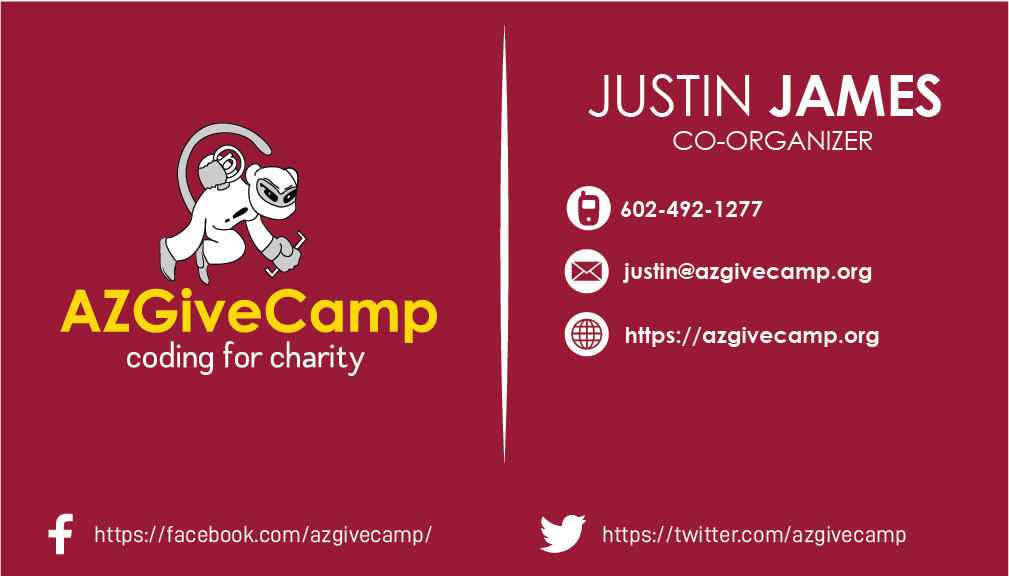 AZGiveCamp
coding for charity
JUSTIN JAMES
CO-ORGANIZER
602-492-1277
justin@azgivecamp.org
https://azgivecamp.org
https://facebook.com/azgivecamp/
https://twitter.com/azgivecamp